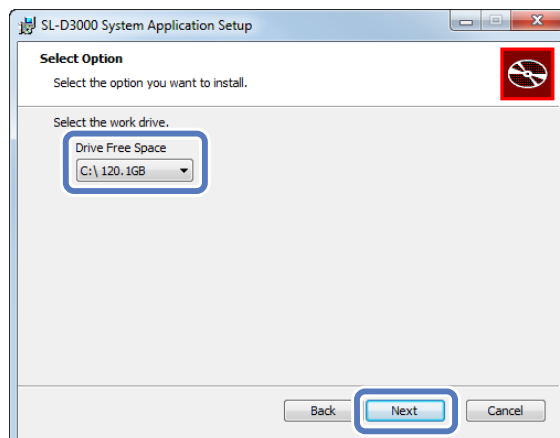 SL-D3000 System Application Setup
Select Option
Select the option you want to install.
Select the work drive.
Drive Free Space
C:\ 120.1GB
Back Next Cancel